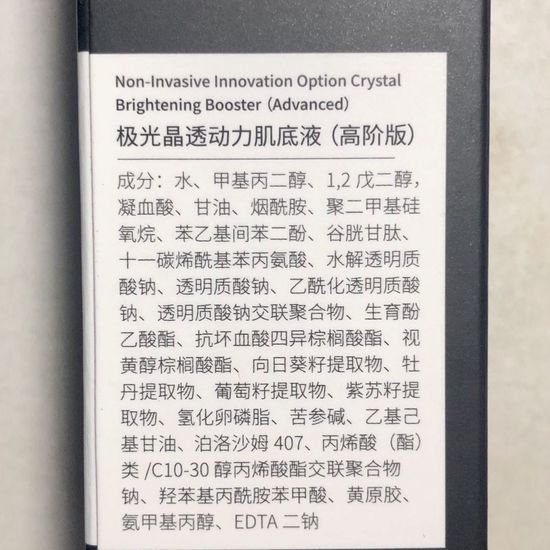 Non-Invasive Innovation Option Crystal
Brightening Booster (Advanced)
极光晶透动力肌底液（高阶版）
成分：水、甲基丙二醇、1,2 戊二醇，
凝血酸、甘油、烟酰胺、聚二甲基硅
氧烷、苯乙基间苯二酚、谷胱甘肽、
十一碳烯酰基苯丙氨酸、水解透明质
酸钠、透明质酸钠、乙酰化透明质酸
钠、透明质酸钠交联聚合物、生育酚
乙酸酯、抗坏血酸四异棕榈酸酯、视
黄醇棕榈酸酯、向日葵籽提取物、牡
丹提取物、葡萄籽提取物、紫苏籽提
取物、氢化卵磷脂、苦参碱、乙基己
基甘油、泊洛沙姆 407、丙烯酸（酯）
类 /C10-30 醇丙烯酸酯交联聚合物
钠、羟苯基丙酰胺苯甲酸、黄原胶、
氨甲基丙醇、EDTA 二钠